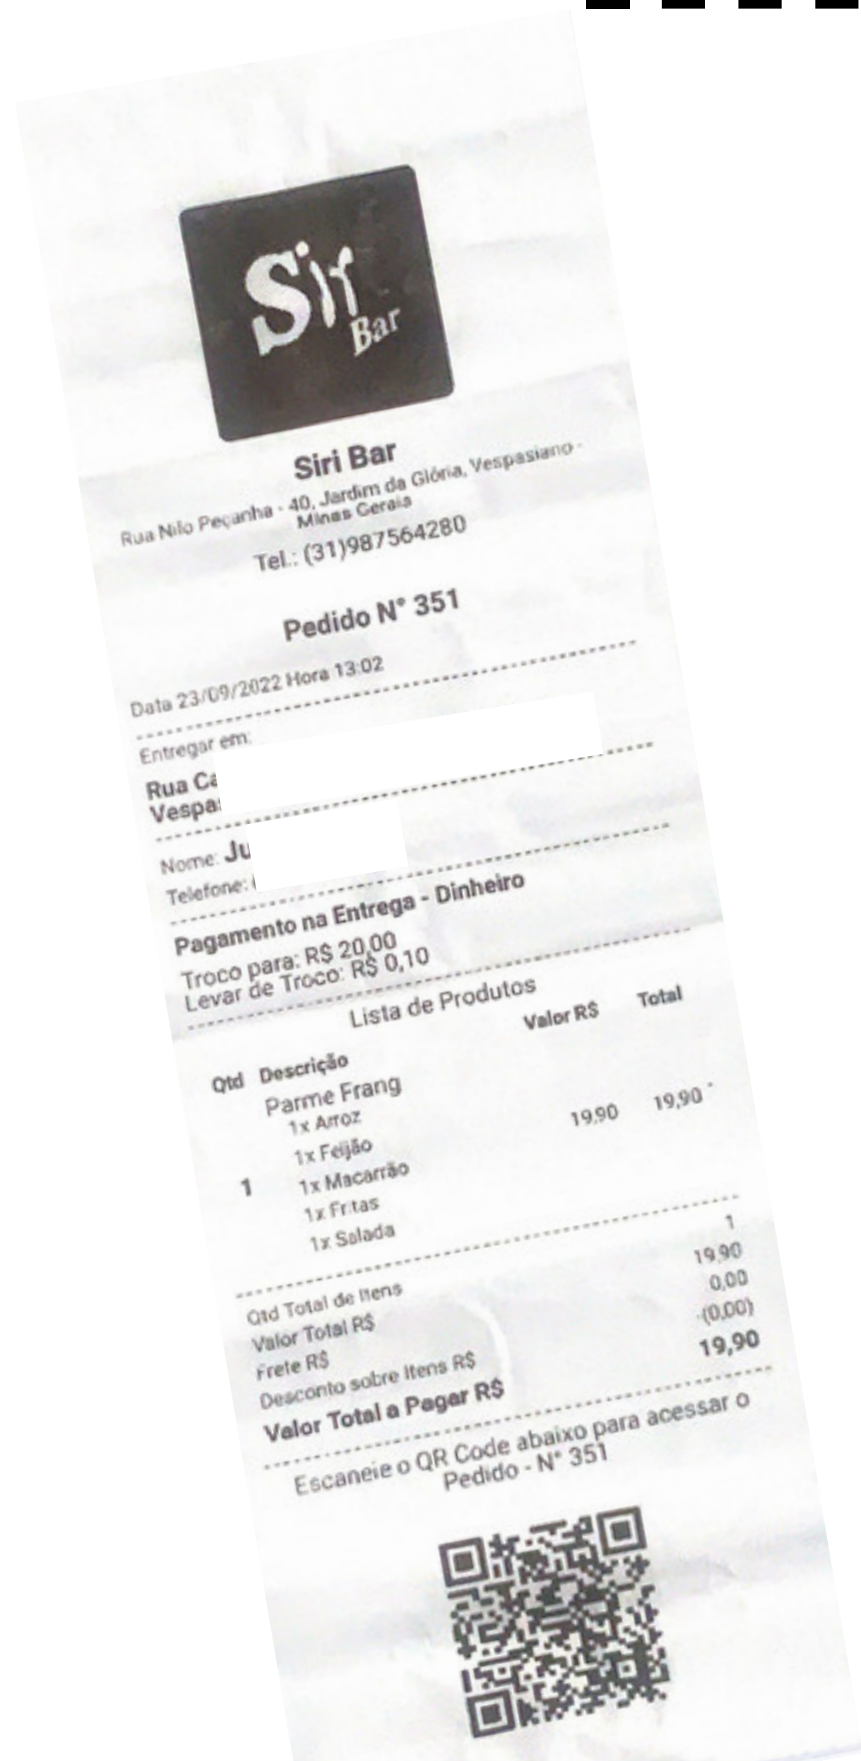 Sir
Bar
Siri Bar
Rua Nilo Peçanha - 40, Jardim da Glória, Vespasiano -
Minas Gerais
Tel.: (31)987564280
Pedido N° 351
Data 23/09/2022 Hora 13:02
Entregar em:
Rua Ca
Vespa
Nome: Ju
Telefone: (
Pagamento na Entrega - Dinheiro
Troco para: R$ 20,00
Levar de Troco: R$ 0,10
Lista de Produtos
Qtd Descrição Valor R$ Total
Parme Frang
1x Arroz
1x Feijão
1 1x Macarrão 19,90 19,90
1x Fritas
1x Salada
Qtd Total de Itens 1
Valor Total R$ 19,90
Frete R$ 0,00
Desconto sobre Itens R$ -(0,00)
Valor Total a Pagar R$ 19,90
Escaneie o QR Code abaixo para acessar o
Pedido - N° 351